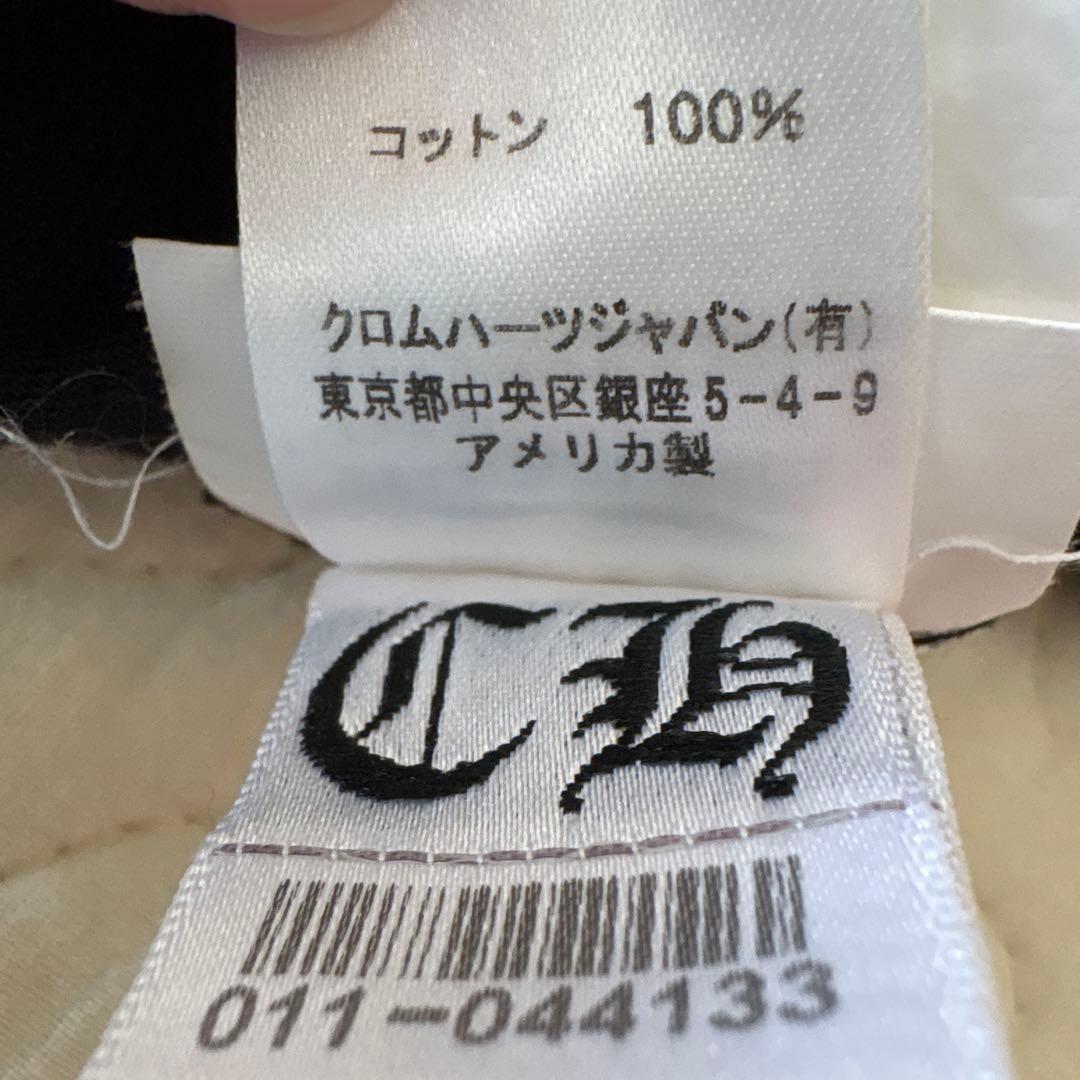 コットン 100%
クロムハーツジャパン(有)
東京都中央区銀座5-4-9
アメリカ製
CH
011-044133